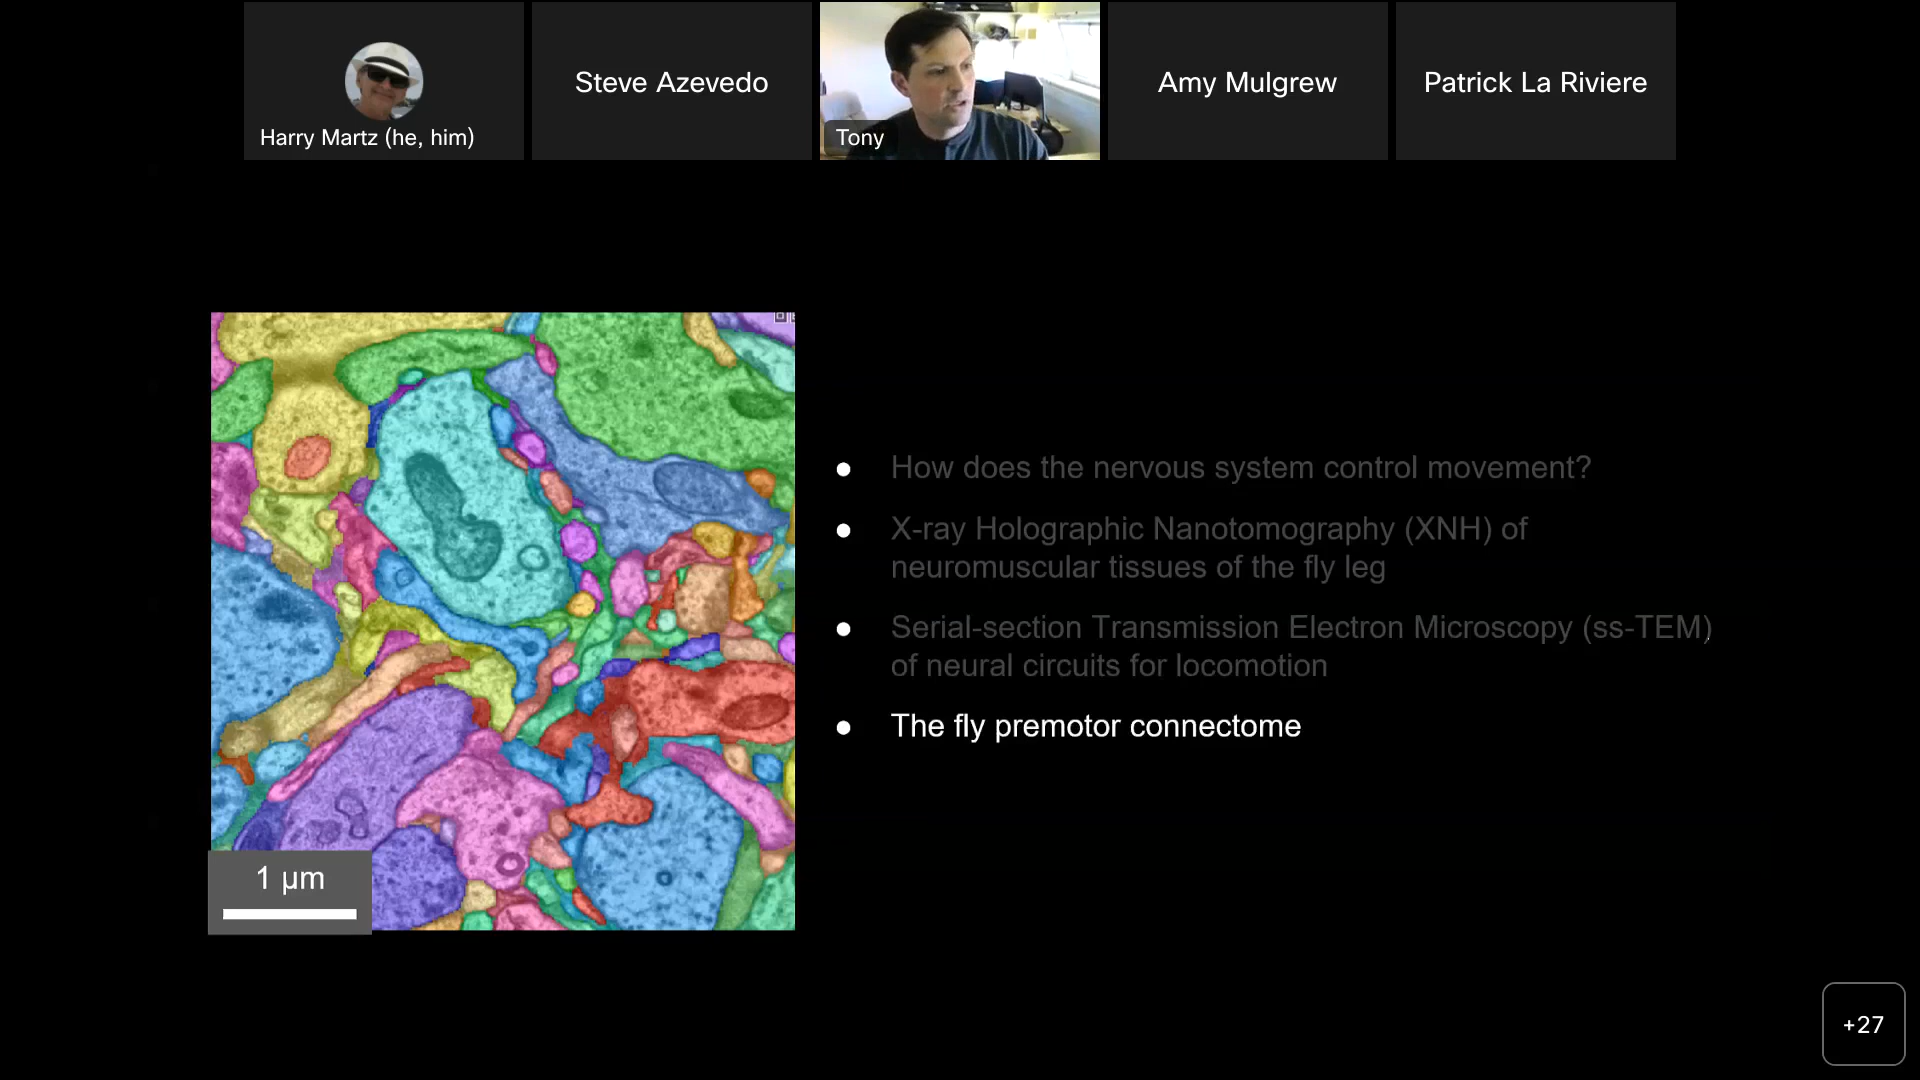 Harry Martz (he, him)
Steve Azevedo
Tony
Amy Mulgrew
Patrick La Riviere
● How does the nervous system control movement?
● X-ray Holographic Nanotomography (XNH) of
neuromuscular tissues of the fly leg
● Serial-section Transmission Electron Microscopy (ss-TEM)
of neural circuits for locomotion
● The fly premotor connectome
1 µm
+27